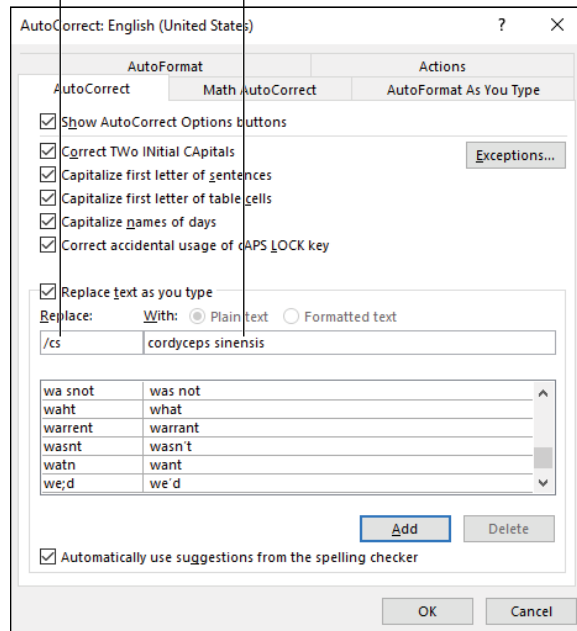 AutoCorrect: English (United States) ? ×
AutoFormat Actions
AutoCorrect Math AutoCorrect AutoFormat As You Type
Show AutoCorrect Options buttons
Correct TWo INitial CApitals Exceptions...
Capitalize first letter of sentences
Capitalize first letter of table cells
Capitalize names of days
Correct accidental usage of cAPS LOCK key
Replace text as you type
Replace: With: Plain text Formatted text
/cs cordyceps sinensis
wa snot was not
waht what
warrent warrant
wasnt wasn't
watn want
we;d we'd
Add Delete
Automatically use suggestions from the spelling checker
OK Cancel